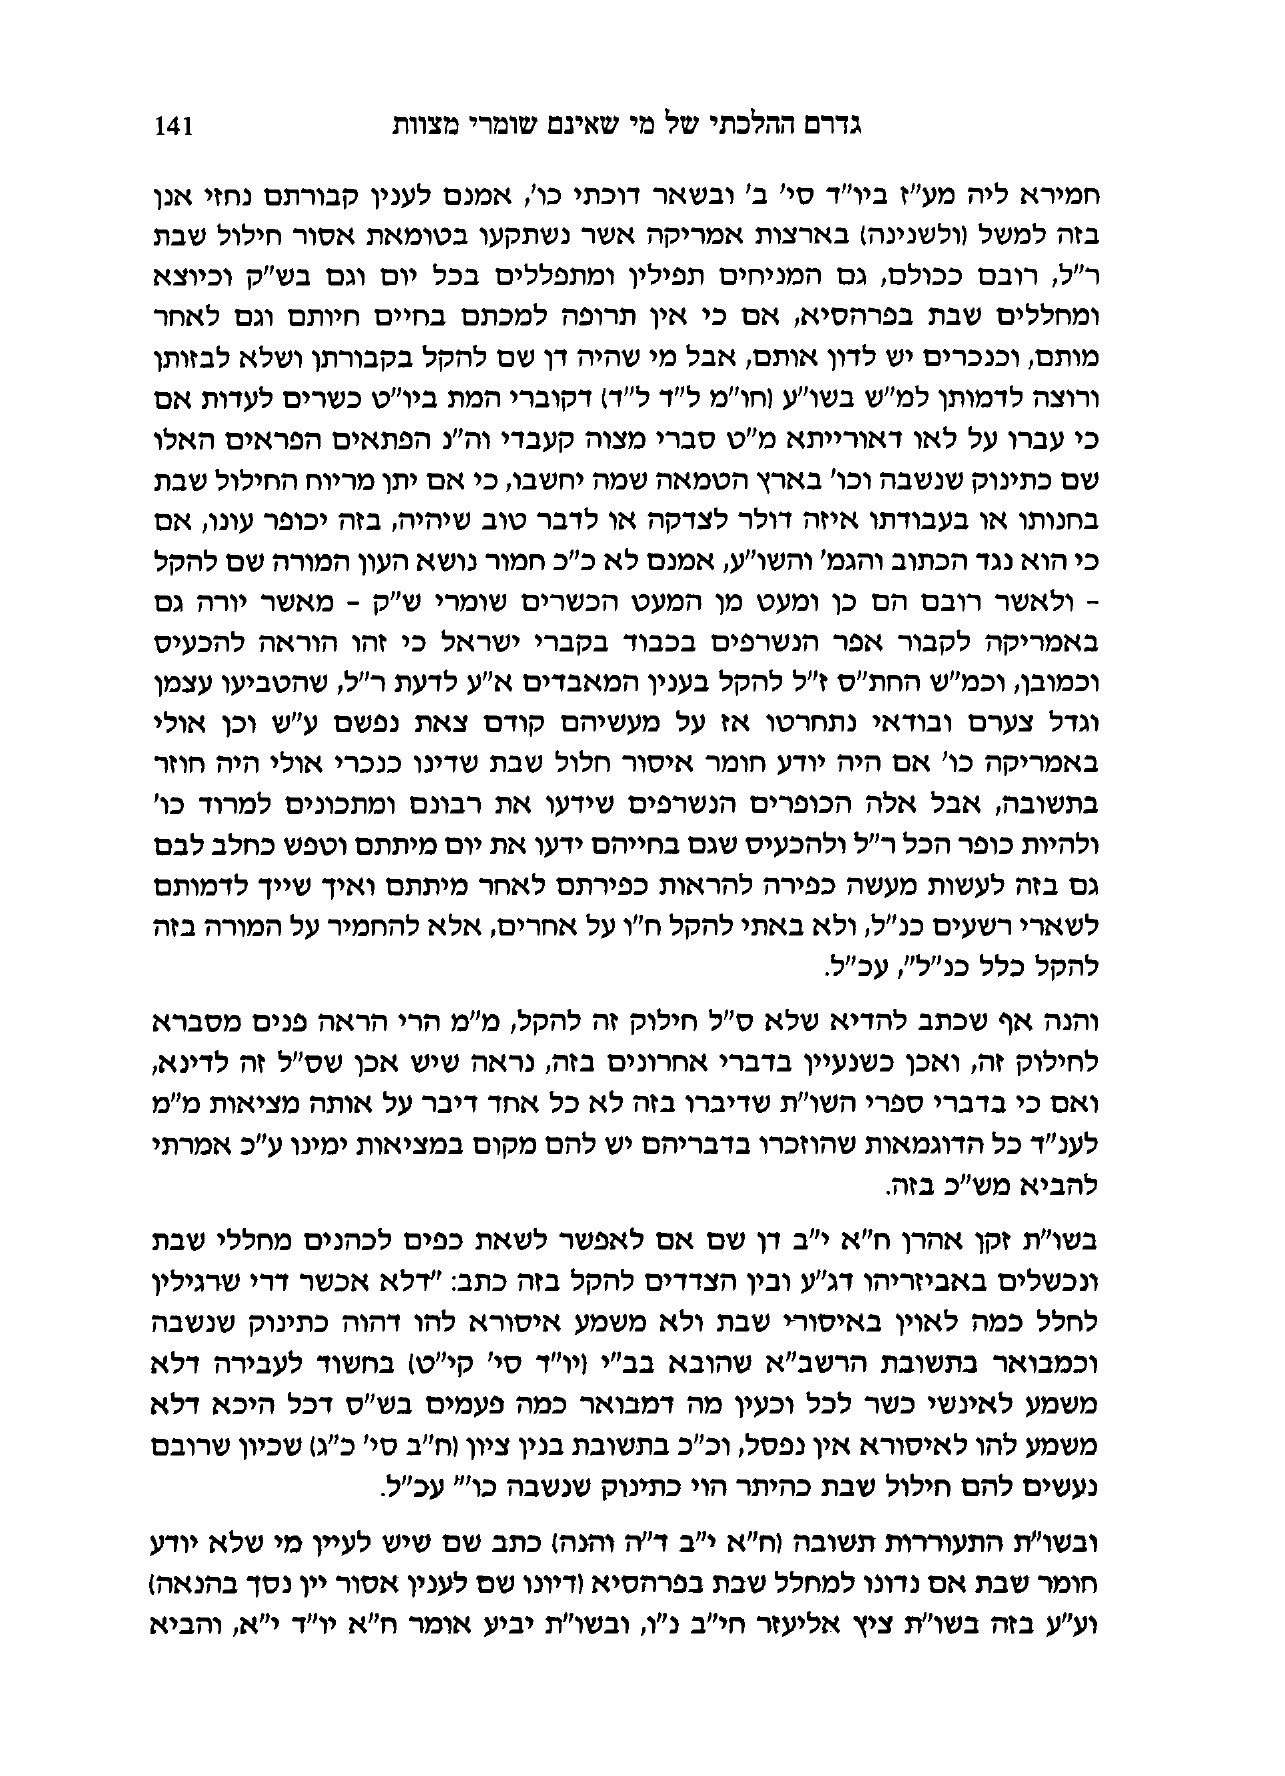 גדרם ההלכתי של מי שאינם שומרי מצוות 141
חמירא ליה מע"ז ביו"ד סי' ב' ובשאר דוכתי כו', אמנם לענין קבורתם נחזי אנן
בזה למשל (ולשנינה) בארצות אמריקה אשר נשתקעו בטומאת אסור חילול שבת
ר"ל, רובם ככולם, גם המניחים תפילין ומתפללים בכל יום וגם בש"ק וכיוצא
ומחללים שבת בפרהסיא, אם כי אין תרופה למכתם בחיים חיותם וגם לאחר
מותם, וכנכרים יש לדון אותם, אבל מי שהיה דן שם להקל בקבורתן ושלא לבזותן
ורוצה לדמותן למ"ש בשו"ע (חו"מ ל"ד ל"ד) דקוברי המת ביו"ט כשרים לעדות אם
כי עברו על לאו דאורייתא מ"ט סברי מצוה קעבדי וה"נ הפתאים הפראים האלו
שם כתינוק שנשבה וכו' בארץ הטמאה שמה יחשבו, כי אם יתן מריוח החילול שבת
בחנותו או בעבודתו איזה דולר לצדקה או לדבר טוב שיהיה, בזה יכופר עונו, אם
כי הוא נגד הכתוב והגמ' והשו"ע, אמנם לא כ"כ חמור נושא העון המורה שם להקל
- ולאשר רובם הם כן ומעט מן המעט הכשרים שומרי ש"ק - מאשר יורה גם
באמריקה לקבור אפר הנשרפים בכבוד בקברי ישראל כי זהו הוראה להכעיס
וכמובן, וכמ"ש החת"ס ז"ל להקל בענין המאבדים א"ע לדעת ר"ל, שהטביעו עצמן
וגדל צערם ובודאי נתחרטו אז על מעשיהם קודם צאת נפשם ע"ש וכן אולי
באמריקה כו' אם היה יודע חומר איסור חלול שבת שדינו כנכרי אולי היה חוזר
בתשובה, אבל אלה הכופרים הנשרפים שידעו את רבונם ומתכונים למרוד כו'
ולהיות כופר הכל ר"ל ולהכעיס שגם בחייהם ידעו את יום מיתתם וטפש כחלב לבם
גם בזה לעשות מעשה כפירה להראות כפירתם לאחר מיתתם ואיך שייך לדמותם
לשארי רשעים כנ"ל, ולא באתי להקל ח"ו על אחרים, אלא להחמיר על המורה בזה
להקל כלל כנ"ל", עכ"ל.
והנה אף שכתב להדיא שלא ס"ל חילוק זה להקל, מ"מ הרי הראה פנים מסברא
לחילוק זה, ואכן כשנעיין בדברי אחרונים בזה, נראה שיש אכן שס"ל זה לדינא,
ואם כי בדברי ספרי השו"ת שדיברו בזה לא כל אחד דיבר על אותה מציאות מ"מ
לענ"ד כל הדוגמאות שהוזכרו בדבריהם יש להם מקום במציאות ימינו ע"כ אמרתי
להביא מש"כ בזה.
בשו"ת זקן אהרן ח"א י"ב דן שם אם לאפשר לשאת כפים לכהנים מחללי שבת
ונכשלים באביזריהו דג"ע ובין הצדדים להקל בזה כתב: "דלא אכשר דרי שרגילין
לחלל כמה לאוין באיסורי שבת ולא משמע איסורא להו דהוה כתינוק שנשבה
וכמבואר בתשובת הרשב"א שהובא בב"י (יו"ד סי' קי"ט) בחשוד לעבירה דלא
משמע לאינשי כשר לכל וכעין מה דמבואר כמה פעמים בש"ס דכל היכא דלא
משמע להו לאיסורא אין נפסל, וכ"כ בתשובת בנין ציון (ח"ב סי' כ"ג) שכיון שרובם
נעשים להם חילול שבת כהיתר הוי כתינוק שנשבה כו'" עכ"ל.
ובשו"ת התעוררות תשובה (ח"א י"ב ד"ה והנה) כתב שם שיש לעיין מי שלא יודע
חומר שבת אם נדונו למחלל שבת בפרהסיא (דיונו שם לענין אסור יין נסך בהנאה)
וע"ע בזה בשו"ת ציץ אליעזר חי"ב נ"ו, ובשו"ת יביע אומר ח"א יו"ד י"א, והביא